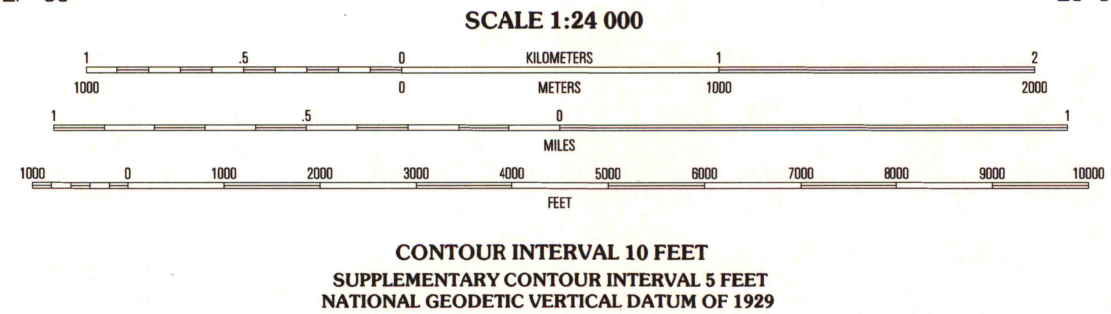 SCALE 1:24 000
1 .5 0 KILOMETERS 1 2
1000 0 METERS 1000 2000
1 .5 0 1
MILES
1000 0 1000 2000 3000 4000 5000 6000 7000 8000 9000 10000
FEET
CONTOUR INTERVAL 10 FEET
SUPPLEMENTARY CONTOUR INTERVAL 5 FEET
NATIONAL GEODETIC VERTICAL DATUM OF 1929